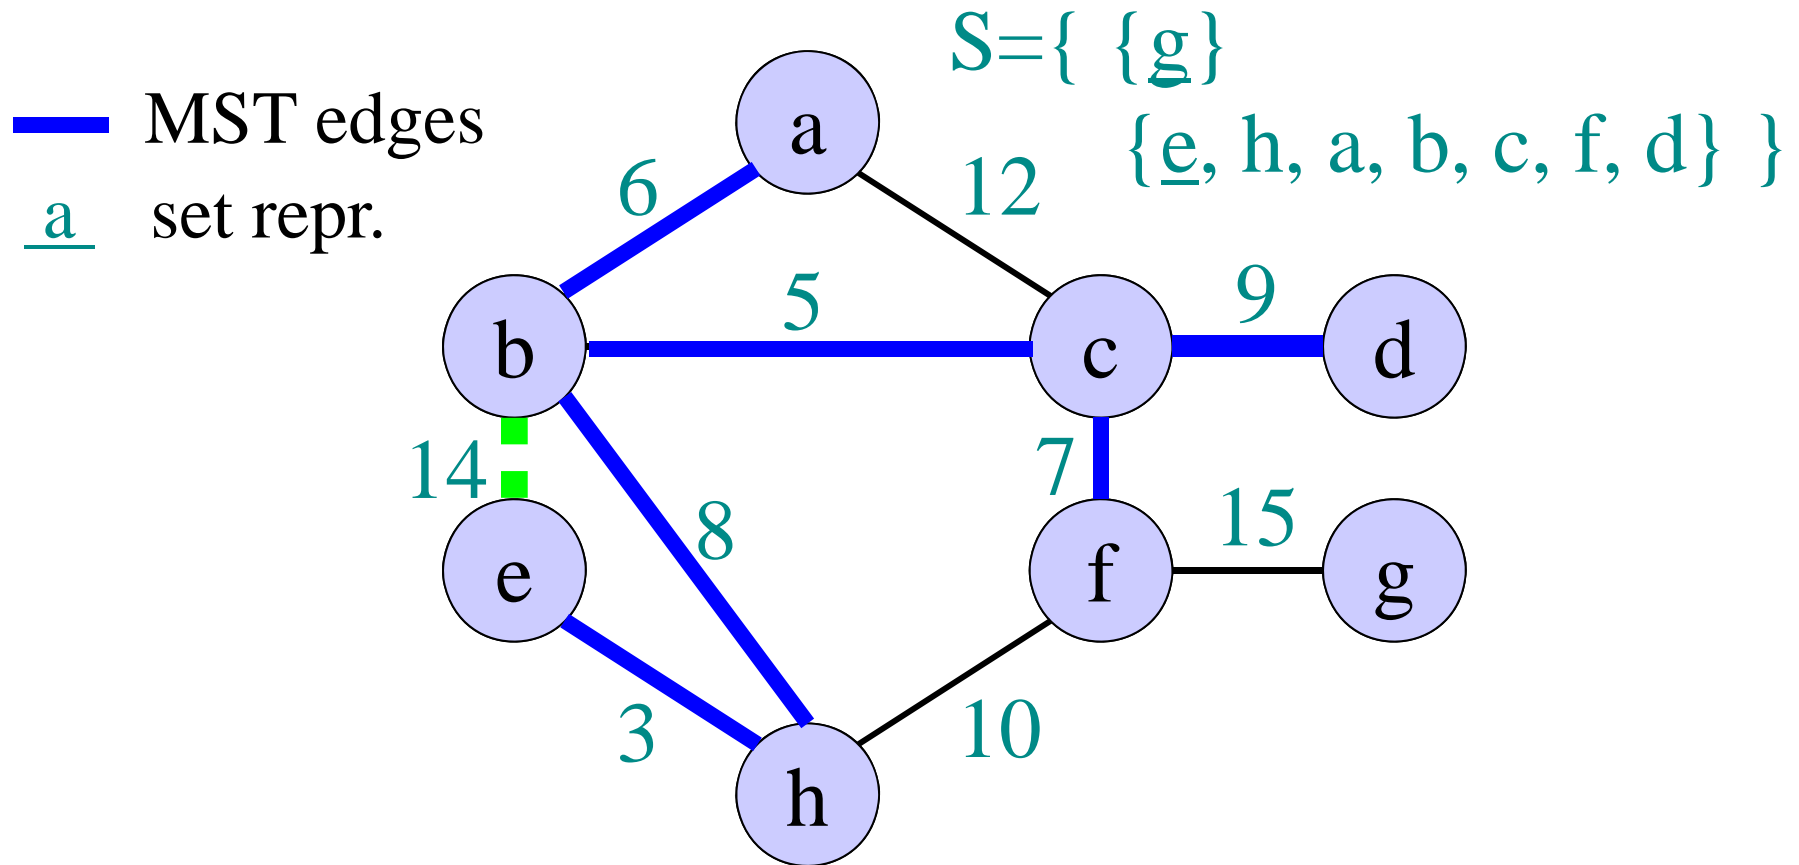 S={ {g}
{e, h, a, b, c, f, d} }
MST edges
a set repr.
a
6
12
5
9
b
c
d
14
7
8
15
e
f
g
3
10
h